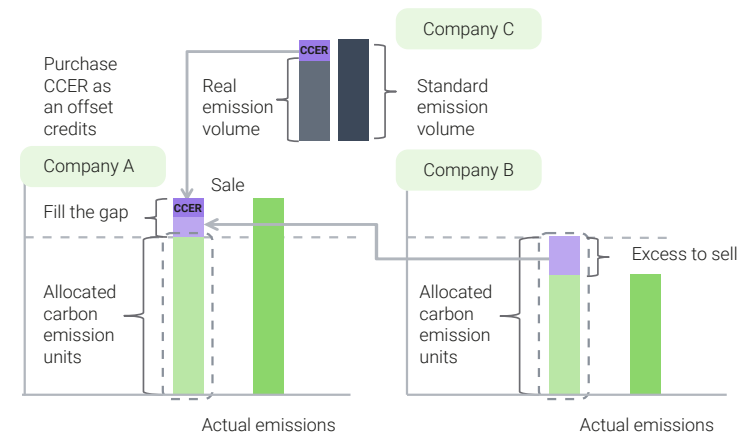 Company C
CCER
Purchase
CCER as
an offset
credits
Real
emission
volume
Standard
emission
volume
Company A
Sale
Fill the gap
CCER
Allocated
carbon
emission
units
Actual emissions
Company B
Excess to sell
Allocated
carbon
emission
units
Actual emissions